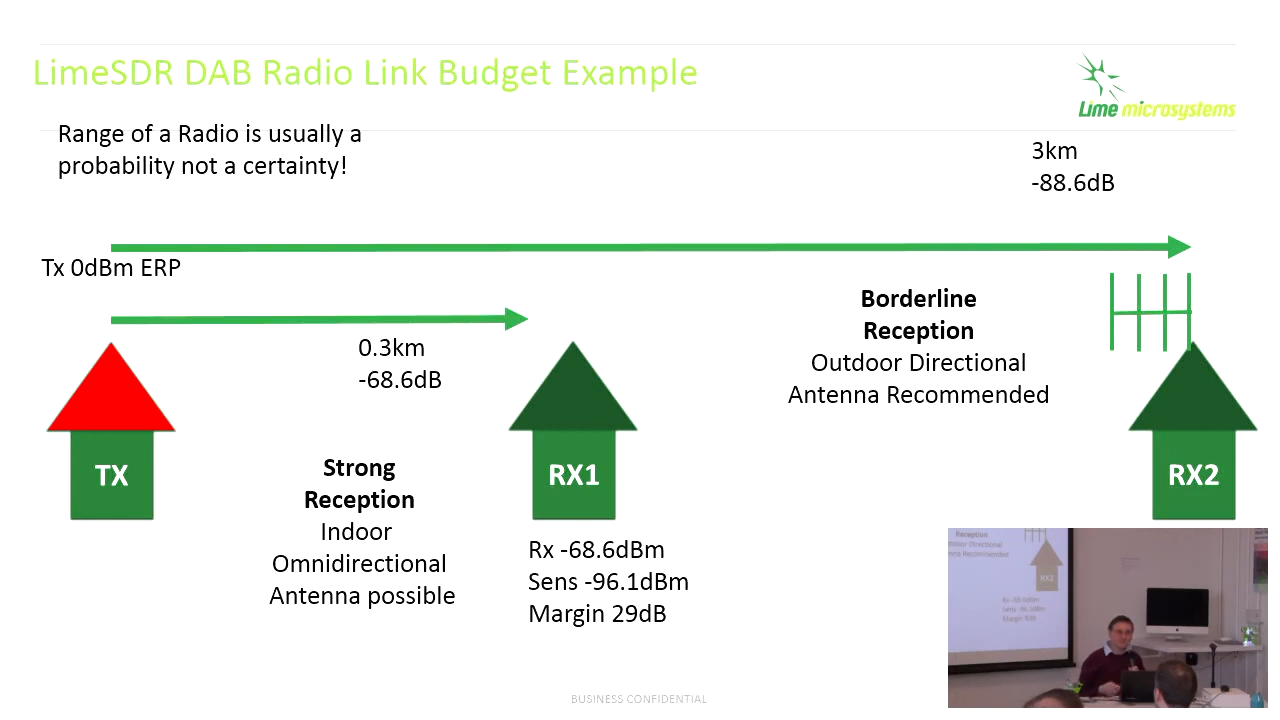 LimeSDR DAB Radio Link Budget Example
Lime microsystems
Range of a Radio is usually a
probability not a certainty!
3km
-88.6dB
Tx 0dBm ERP
0.3km
-68.6dB
Borderline
Reception
Outdoor Directional
Antenna Recommended
TX
RX1
RX2
Strong
Reception
Indoor
Omnidirectional
Antenna possible
Rx -68.6dBm
Sens -96.1dBm
Margin 29dB
Reception
RX2
BUSINESS CONFIDENTIAL